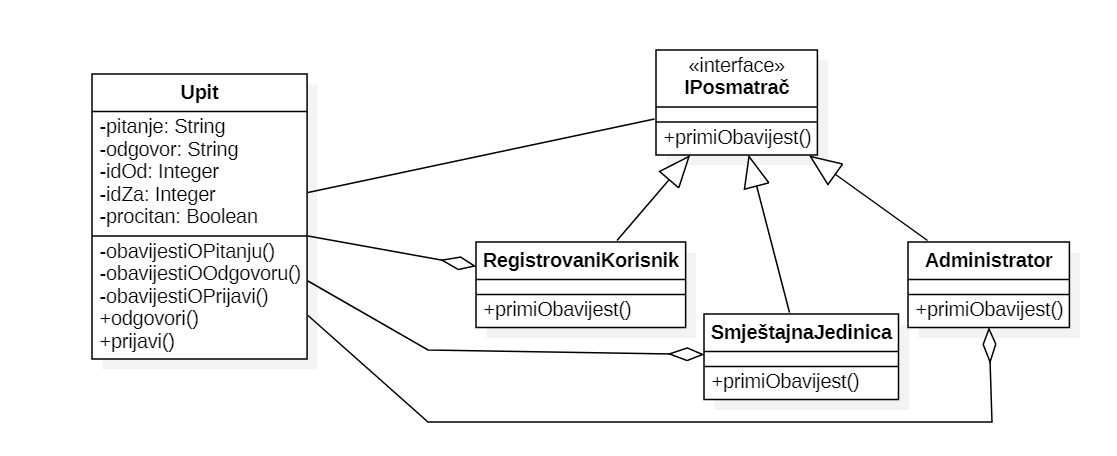 Upit
-pitanje: String
-odgovor: String
-idOd: Integer
-idZa: Integer
-procitan: Boolean
-obavijestiOPitanju()
-obavijestiOOdgovoru()
-obavijestiOPrijavi()
+odgovori()
+prijavi()
«interface»
IPosmatrač
+primiObavijest()
RegistrovaniKorisnik
+primiObavijest()
SmještajnaJedinica
+primiObavijest()
Administrator
+primiObavijest()